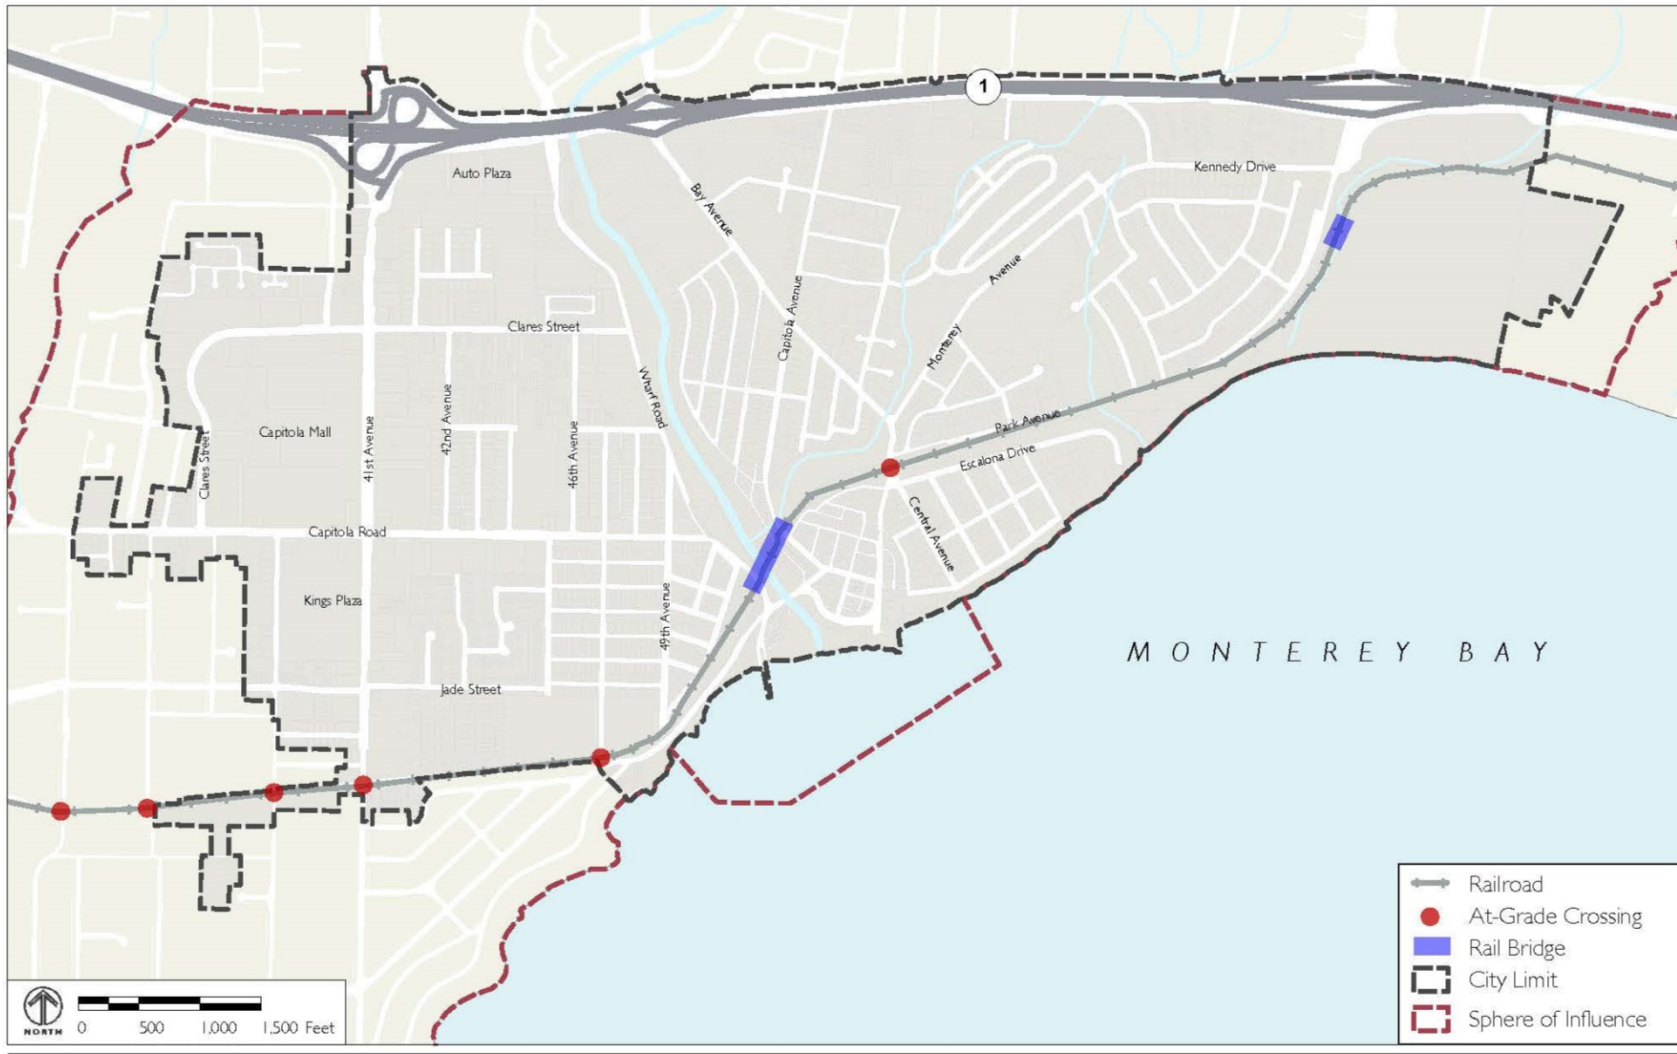 1
Auto Plaza
Kennedy Drive
Bay Avenue
Avenue
Monterey
Capitola Avenue
Clares Street
Wharf Road
Park Avenue
Escalona Drive
Central Avenue
Capitola Mall
Clares Street
41st Avenue
42nd Avenue
46th Avenue
Capitola Road
Kings Plaza
49th Avenue
Jade Street
MONTEREY BAY
Railroad
At-Grade Crossing
Rail Bridge
City Limit
Sphere of Influence
NORTH
0 500 1,000 1,500 Feet